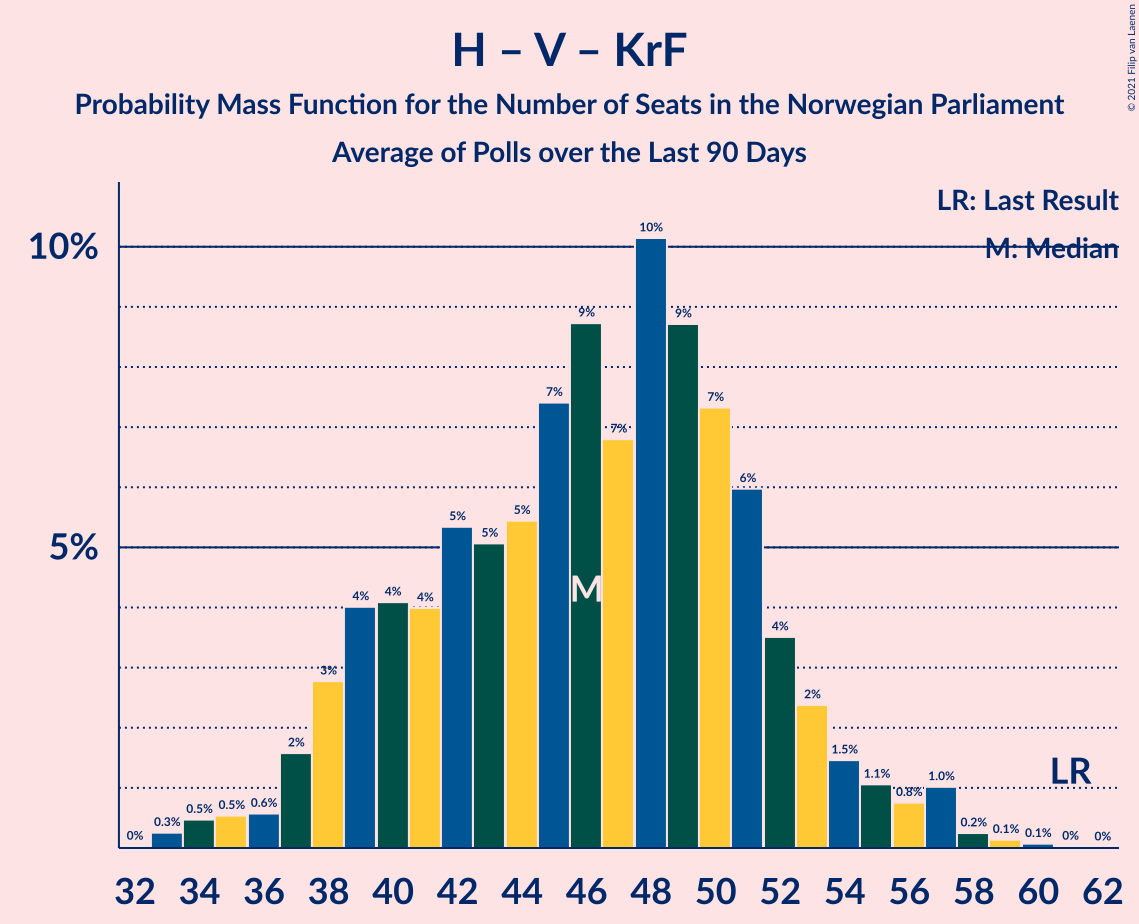 H – V – KrF
Probability Mass Function for the Number of Seats in the Norwegian Parliament
Average of Polls over the Last 90 Days
© 2021 Filip van Laenen
LR: Last Result
M: Median
10%
5%
0% 0.3% 0.5% 0.5% 0.6% 2% 3% 4% 4% 4% 5% 5% 5% 7% 9% 7% 10% 9% 7% 6% 4% 2% 1.5% 1.1% 0.8% 1.0% 0.2% 0.1% 0.1% 0% 0%
M
LR
32 34 36 38 40 42 44 46 48 50 52 54 56 58 60 62